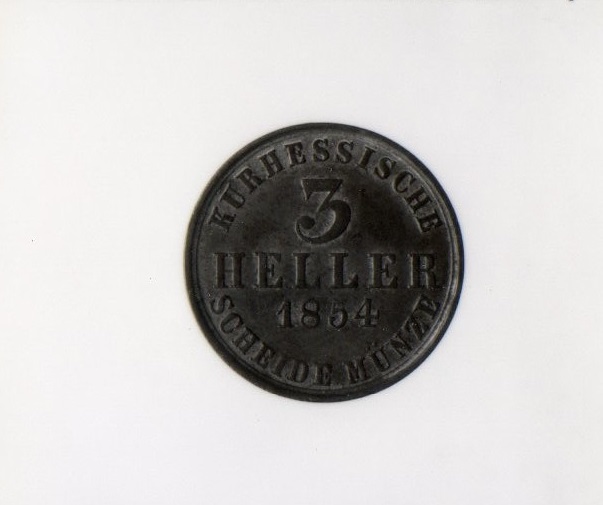 KURHESSISCHE
3
HELLER
1854
SCHEIDE MÜNZE